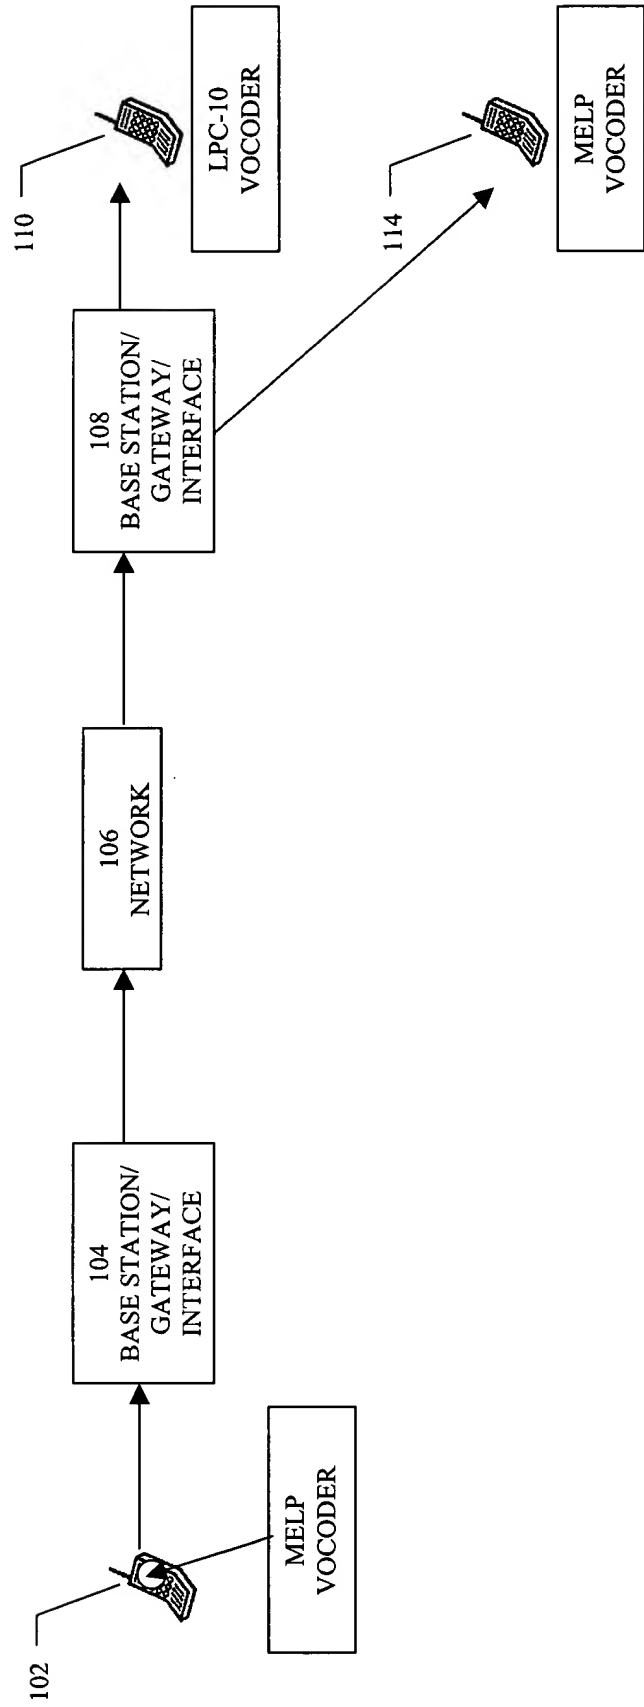 102
MELP
VOCODER
104
BASE STATION/
GATEWAY/
INTERFACE
106
NETWORK
108
BASE STATION/
GATEWAY/
INTERFACE
110
LPC-10
VOCODER
114
MELP
VOCODER